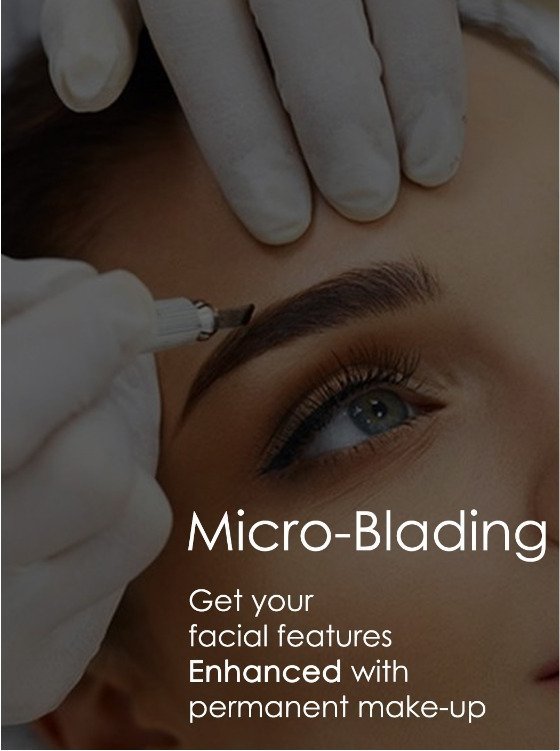 Micro-Blading
Get your
facial features
Enhanced with
permanent make-up